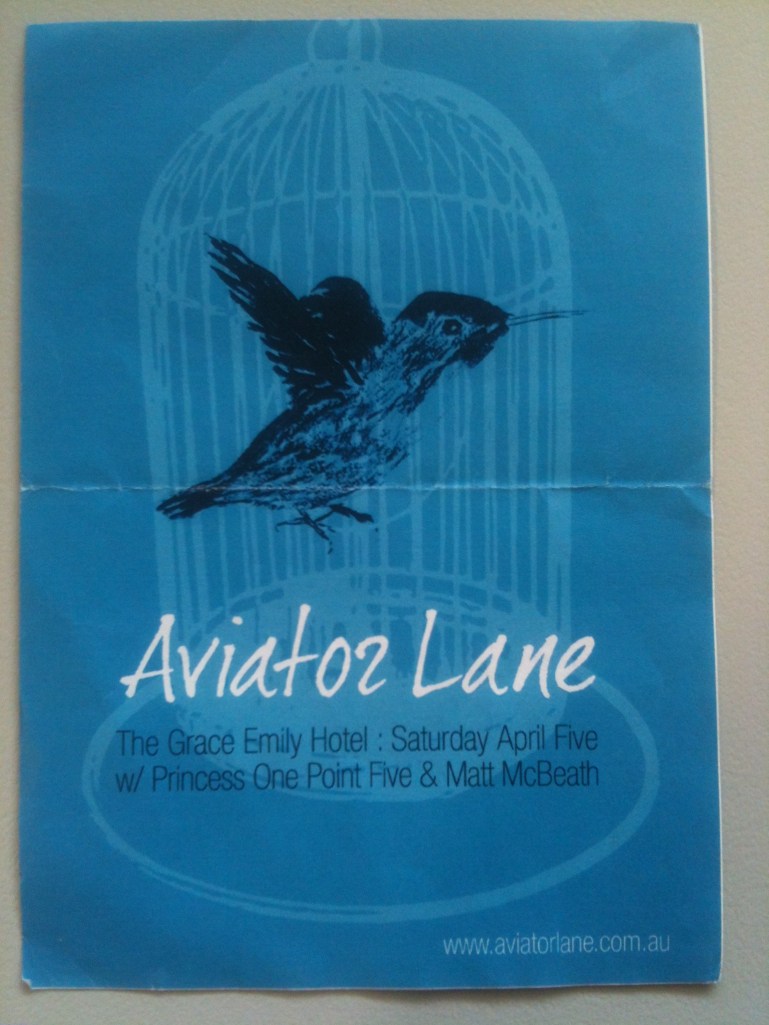 Aviator Lane
The Grace Emily Hotel : Saturday April Five
w/ Princess One Point Five & Matt McBeath
www.aviatorlane.com.au